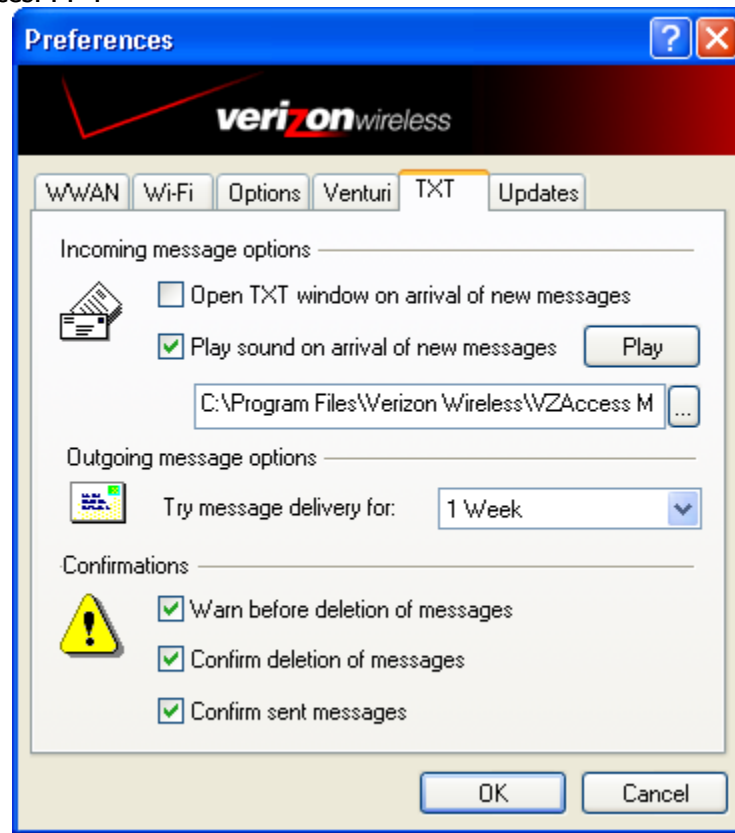 Preferences
verizonwireless
WWAN Wi-Fi Options Venturi TXT Updates
Incoming message options
Open TXT window on arrival of new messages
Play sound on arrival of new messages Play
C:\Program Files\Verizon Wireless\VZAccess M ...
Outgoing message options
Try message delivery for: 1 Week
Confirmations
Warn before deletion of messages
Confirm deletion of messages
Confirm sent messages
OK Cancel